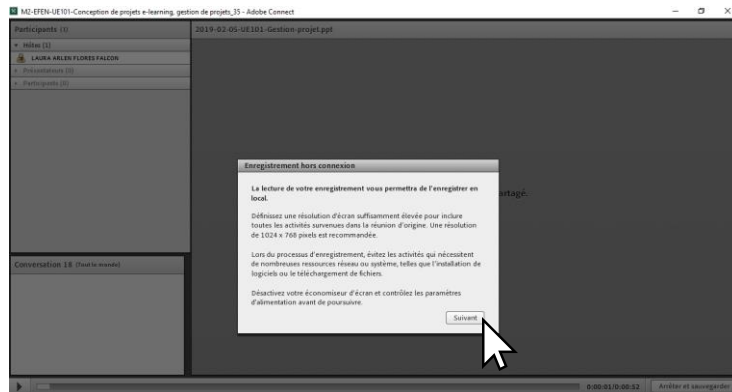 M2-EFEN-UE101-Conception de projets e-learning, gestion de projets_35 - Adobe Connect
Participants (1)
2019-02-05-UE101-Gestion-projet.ppt
Hôtes (1)
LAURA ARLEN FLORES FALCON
Présentateurs (0)
Participants (0)
Enregistrement hors connexion
La lecture de votre enregistrement vous permettra de l'enregistrer en
local.
artagé.
Définissez une résolution d'écran suffisamment élevée pour inclure
toutes les activités survenues dans la réunion d'origine. Une résolution
de 1024 x 768 pixels est recommandée.
Lors du processus d'enregistrement, évitez les activités qui nécessitent
de nombreuses ressources réseau ou système, telles que l'installation de
logiciels ou le téléchargement de fichiers.
Conversation 18 (Tout le monde)
Désactivez votre économiseur d'écran et contrôlez les paramètres
d'alimentation avant de poursuivre.
Suivant
0:00:01/0:00:52
Arrêter et sauvegarder